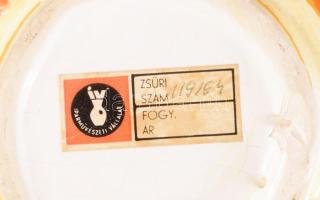 iv
IPARMŰVÉSZETI VÁLLALAT
ZSŰRI
SZÁM 119/64
FOGY.
ÁR